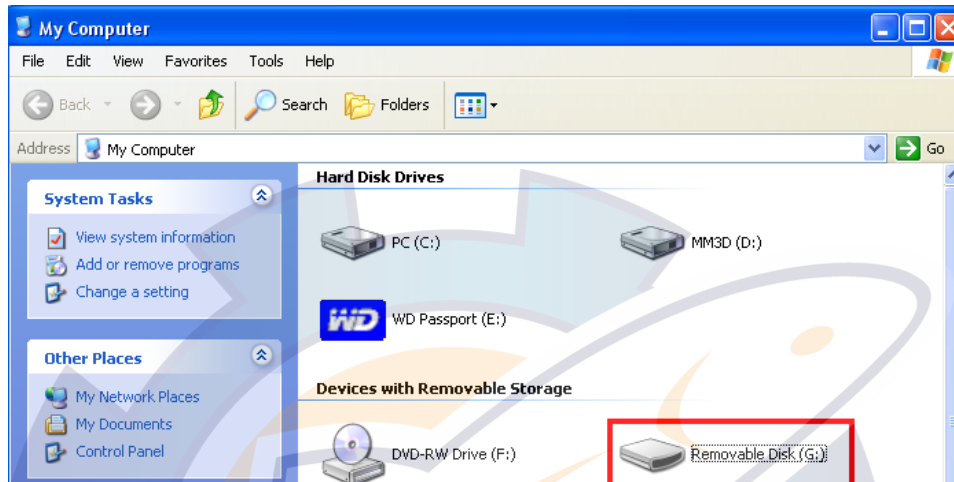 My Computer
File Edit View Favorites Tools Help
Back Search Folders
Address My Computer Go
Hard Disk Drives
System Tasks
View system information
PC (C:) MM3D (D:)
Add or remove programs
Change a setting
WD WD Passport (E:)
Other Places
Devices with Removable Storage
My Network Places
My Documents
Control Panel
DVD-RW Drive (F:) Removable Disk (G:)